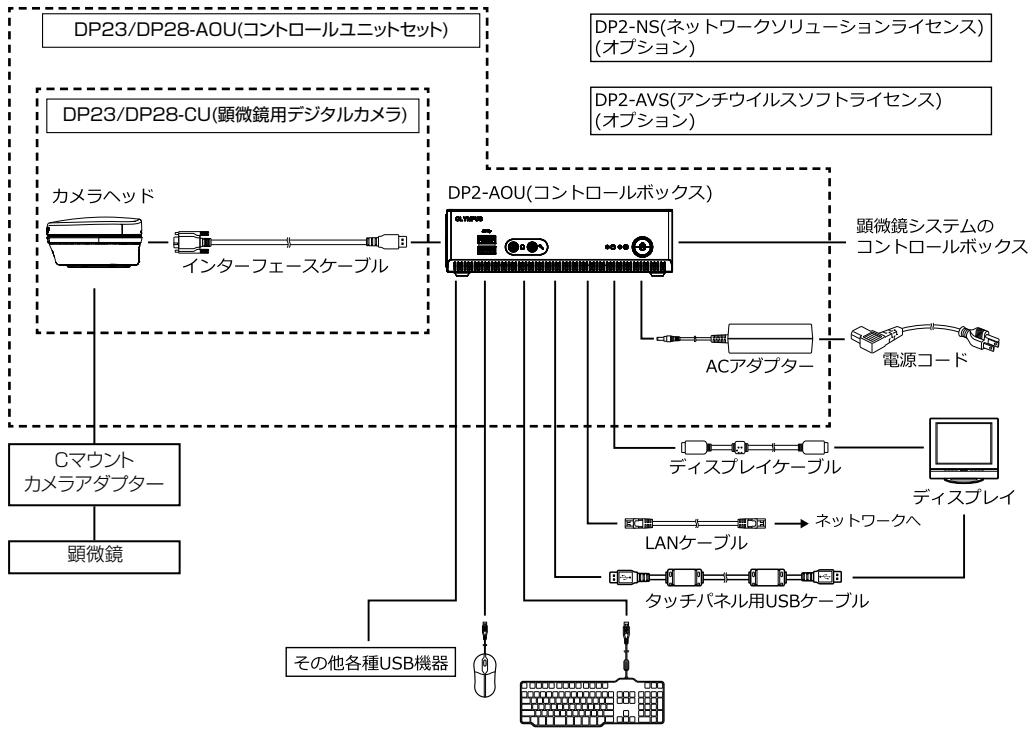 DP23/DP28-AOU(コントロールユニットセット)
DP2-NS(ネットワークソリューションライセンス)
(オプション)
DP23/DP28-CU(顕微鏡用デジタルカメラ)
DP2-AVS(アンチウイルスソフトライセンス)
(オプション)
カメラヘッド
DP2-AOU(コントロールボックス)
OLYMPUS
顕微鏡システムの
コントロールボックス
インターフェースケーブル
ACアダプター
電源コード
Cマウント
カメラアダプター
ディスプレイケーブル
ディスプレイ
ネットワークへ
LANケーブル
顕微鏡
タッチパネル用USBケーブル
その他各種USB機器